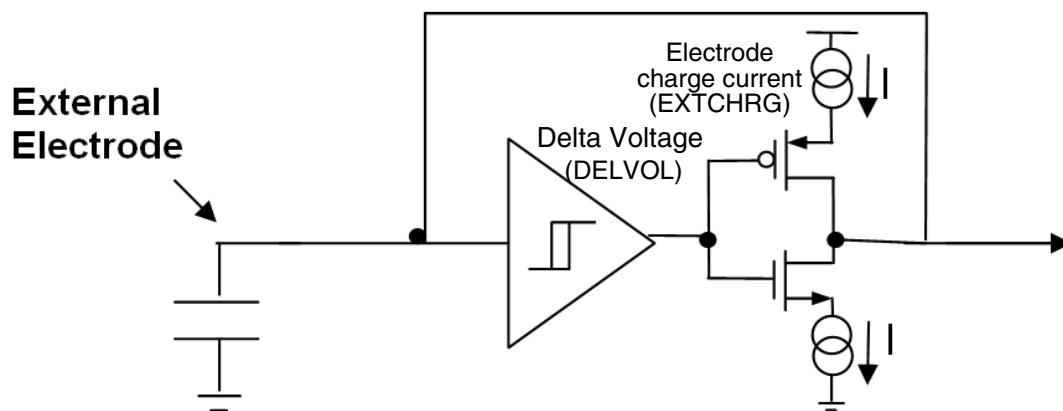 External
Electrode
Electrode
charge current
(EXTCHRG)
I
Delta Voltage
(DELVOL)
I